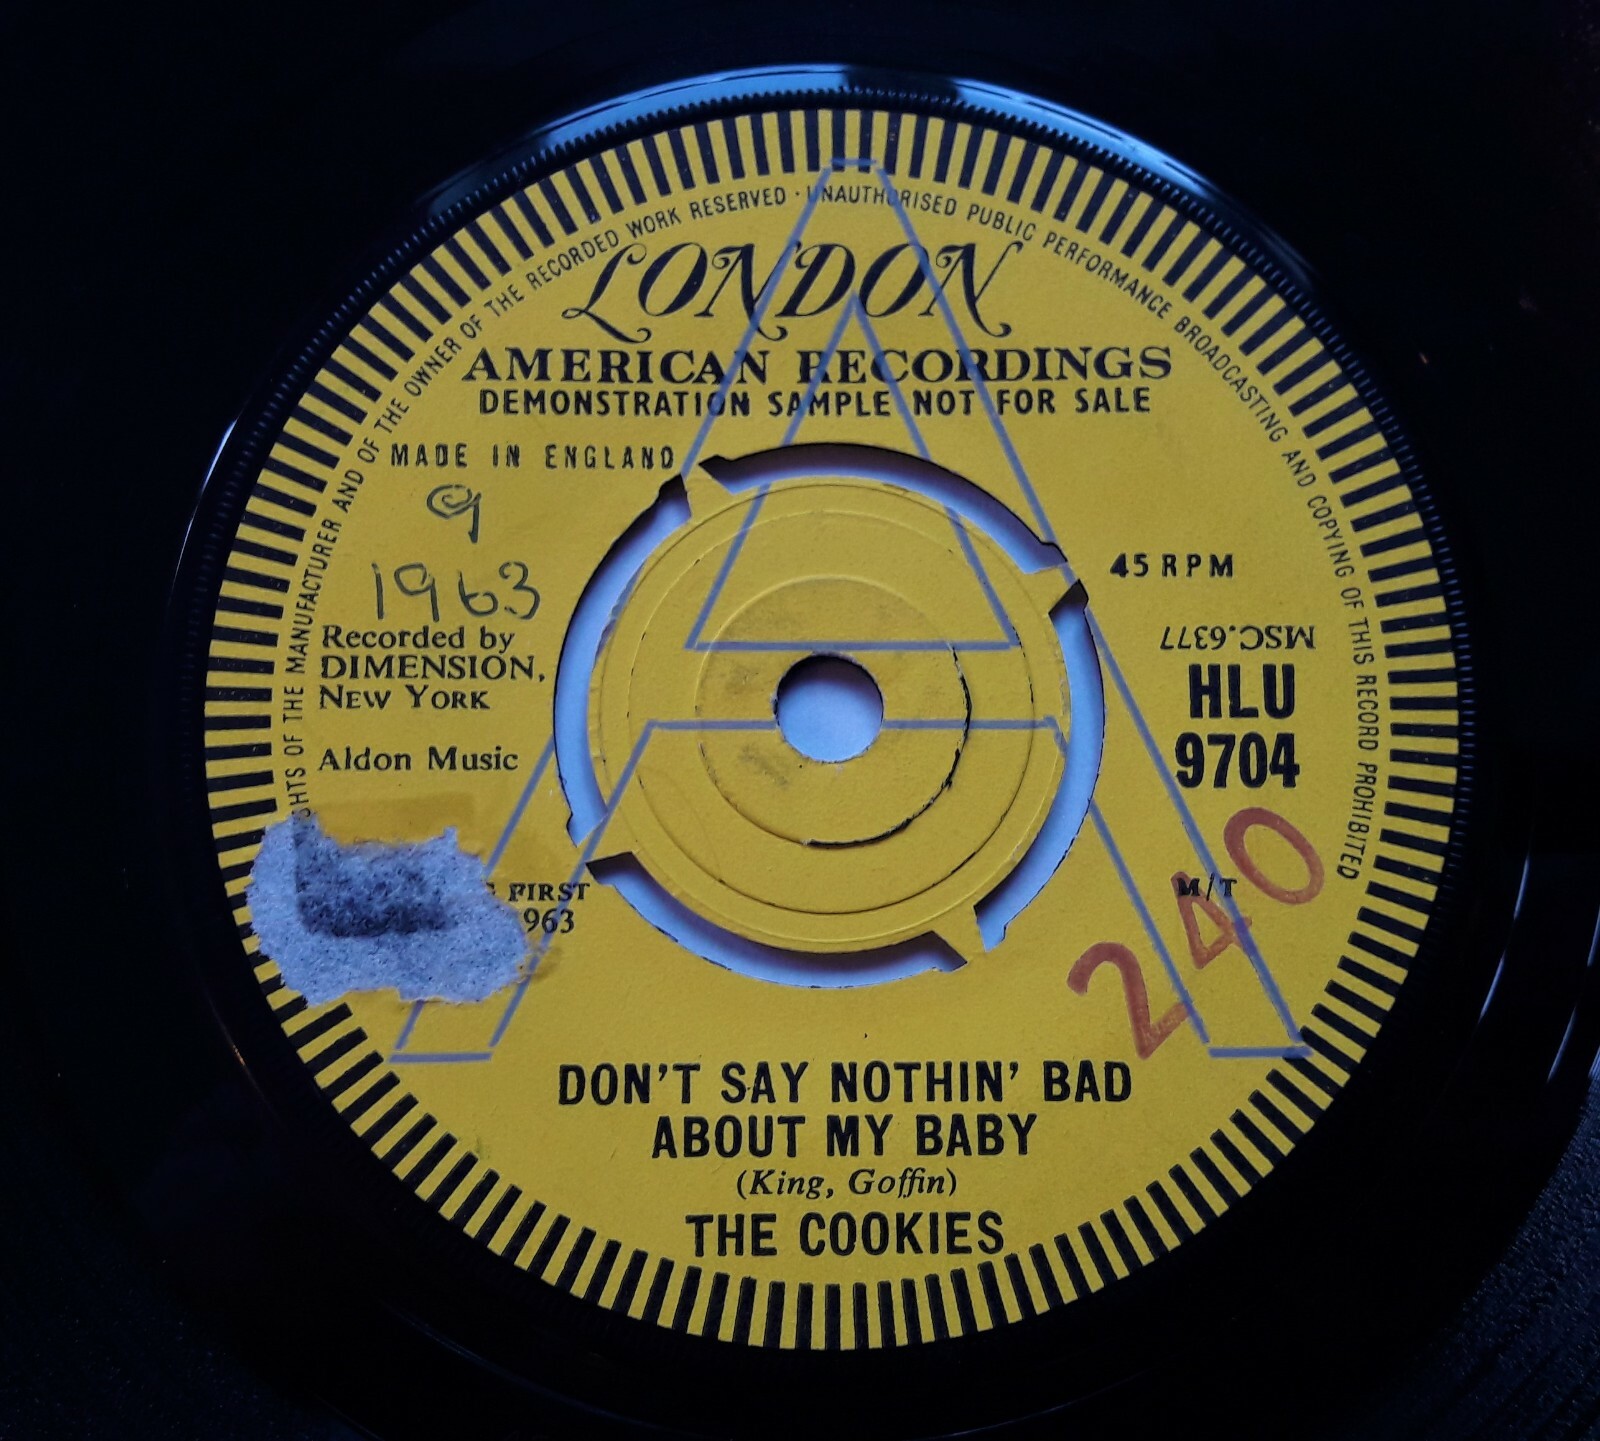 GHTS OF THE MANUFACTURER AND OF THE OWNER OF THE RECORDED WORK RESERVED · UNAUTHORISED PUBLIC PERFORMANCE BROADCASTING AND COPYING OF THIS RECORD PROHIBITED
A
LONDON
AMERICAN RECORDINGS
DEMONSTRATION SAMPLE NOT FOR SALE
MADE IN ENGLAND
9
1963
Recorded by
DIMENSION,
NEW YORK
Aldon Music
45 RPM
MSC.6377
HLU
9704
FIRST
963
M/T
240
DON'T SAY NOTHIN' BAD
ABOUT MY BABY
(King, Goffin)
THE COOKIES